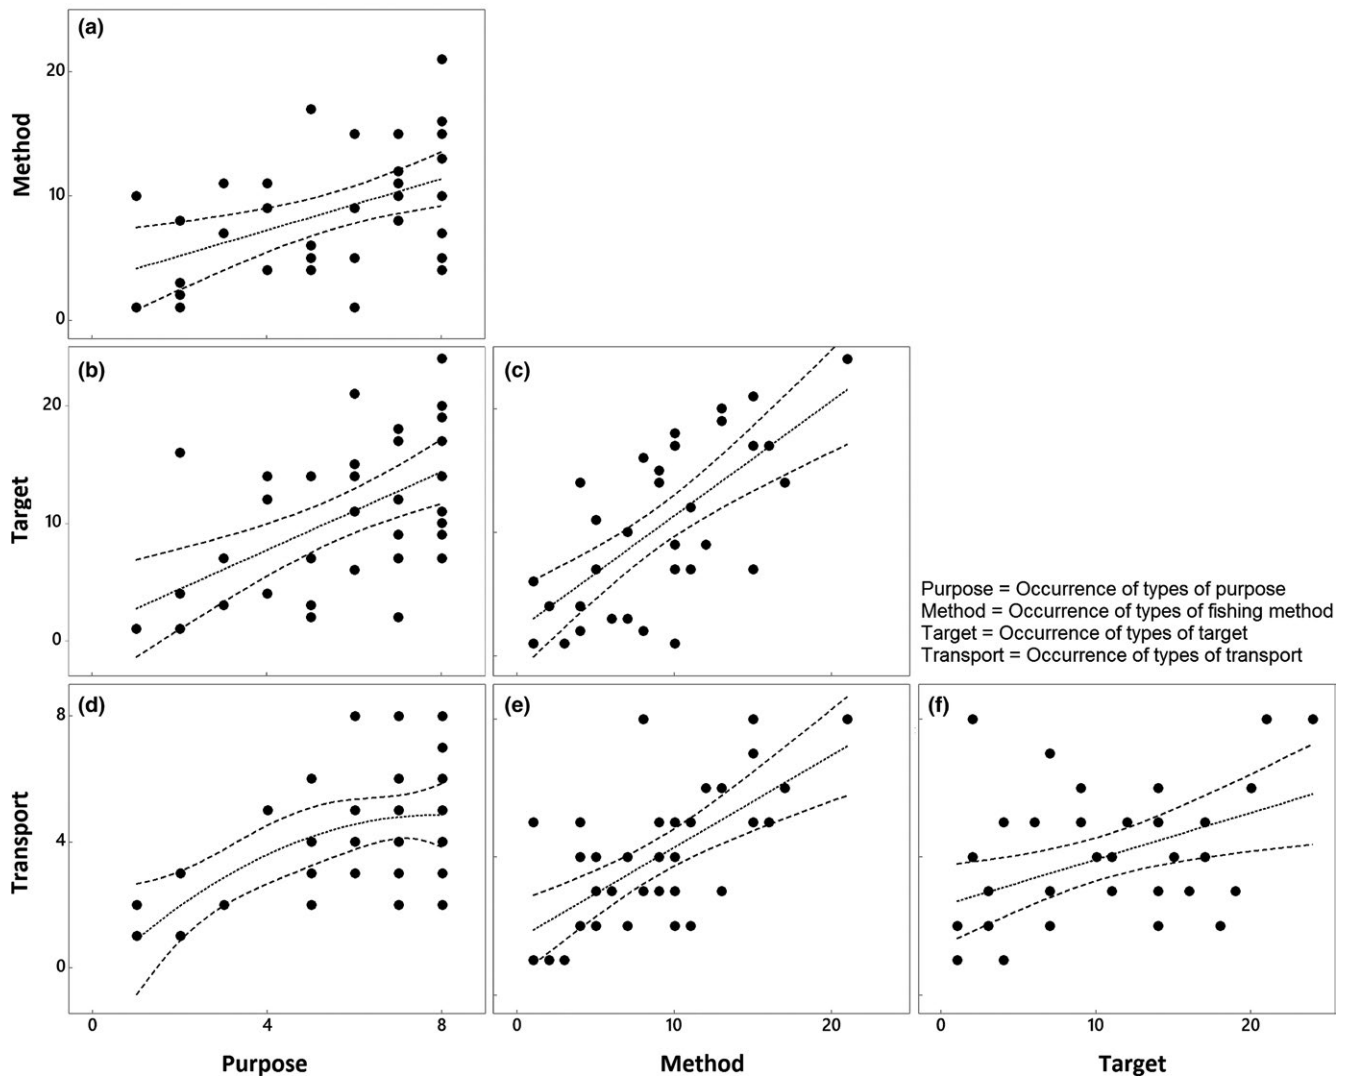 (a)
20
10
0
Method
(b)
(c)
20
10
0
Target
Purpose = Occurrence of types of purpose
Method = Occurrence of types of fishing method
Target = Occurrence of types of target
Transport = Occurrence of types of transport
(d)
(e)
(f)
8
4
0
Transport
0 4 8 0 10 20 0 10 20
Purpose Method Target